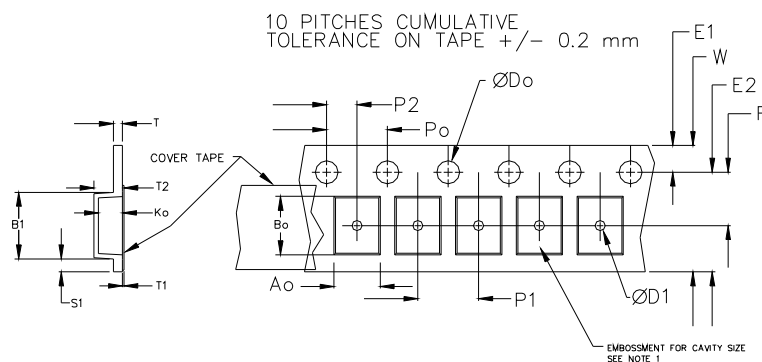 10 PITCHES CUMULATIVE
TOLERANCE ON TAPE +/- 0.2 mm
E1
W
E2
F
ØDo
P2
Po
T
COVER TAPE
T2
Ko
B1
Bo
S1
T1
Ao
P1
ØD1
EMBOSSMENT FOR CAVITY SIZE
SEE NOTE 1